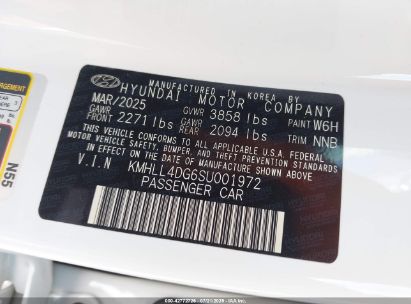 MANUFACTURED IN KOREA BY
HYUNDAI MOTOR COMPANY
MAR/2025 GVWR 3858 lbs PAINT W6H
GAWR FRONT 2271 lbs GAWR REAR 2094 lbs TRIM NNB
THIS VEHICLE CONFORMS TO ALL APPLICABLE
FEDERAL MOTOR VEHICLE SAFETY,
BUMPER, AND THEFT PREVENTION STANDARDS
IN EFFECT ON THE DATE OF MANUFACTURE SHOWN ABOVE
V.I.N KMHLL4DG6SU001972
PASSENGER CAR
N55